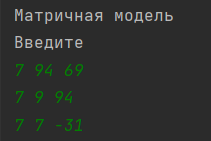 Матричная модель
Введите
7 94 69
7 9 94
7 7 -31